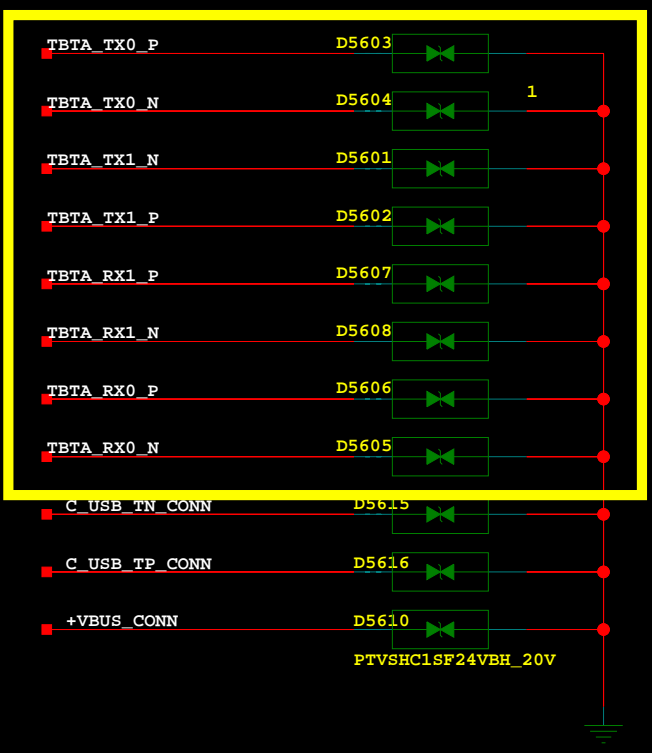 TBTA_TX0_P D5603
TBTA_TX0_N D5604 1
TBTA_TX1_N D5601
TBTA_TX1_P D5602
TBTA_RX1_P D5607
TBTA_RX1_N D5608
TBTA_RX0_P D5606
TBTA_RX0_N D5605
C_USB_TN_CONN D5615
C_USB_TP_CONN D5616
+VBUS_CONN D5610
PTVSHC1SF24VBH_20V